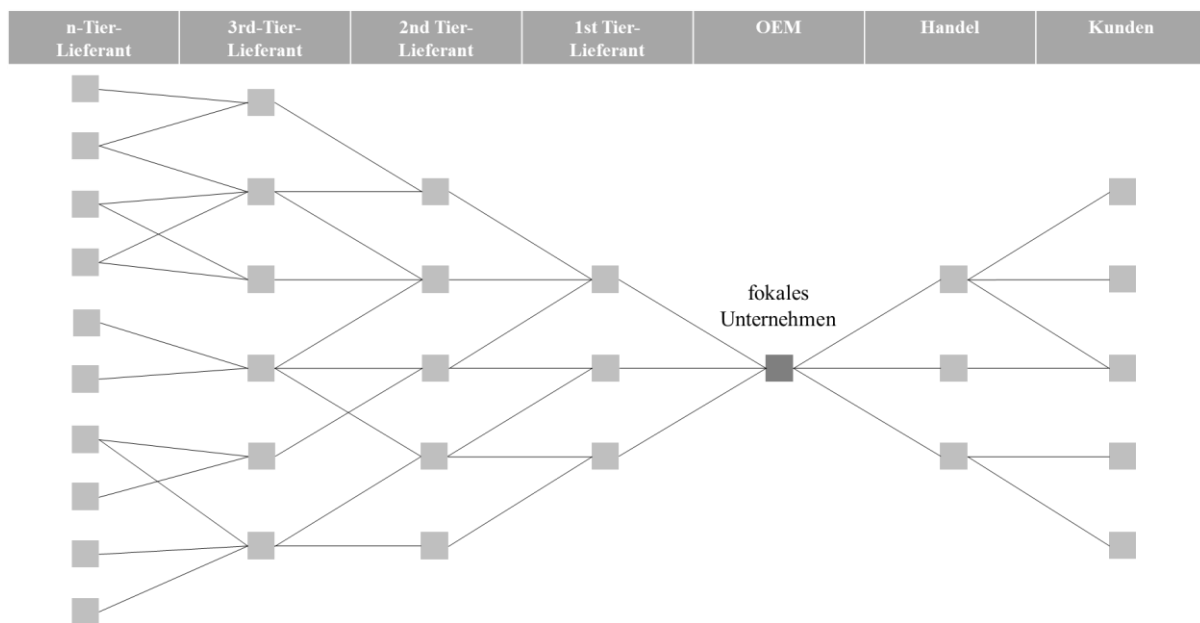 n-Tier-
Lieferant
3rd-Tier-
Lieferant
2nd Tier-
Lieferant
1st Tier-
Lieferant
OEM
Handel
Kunden
fokales
Unternehmen